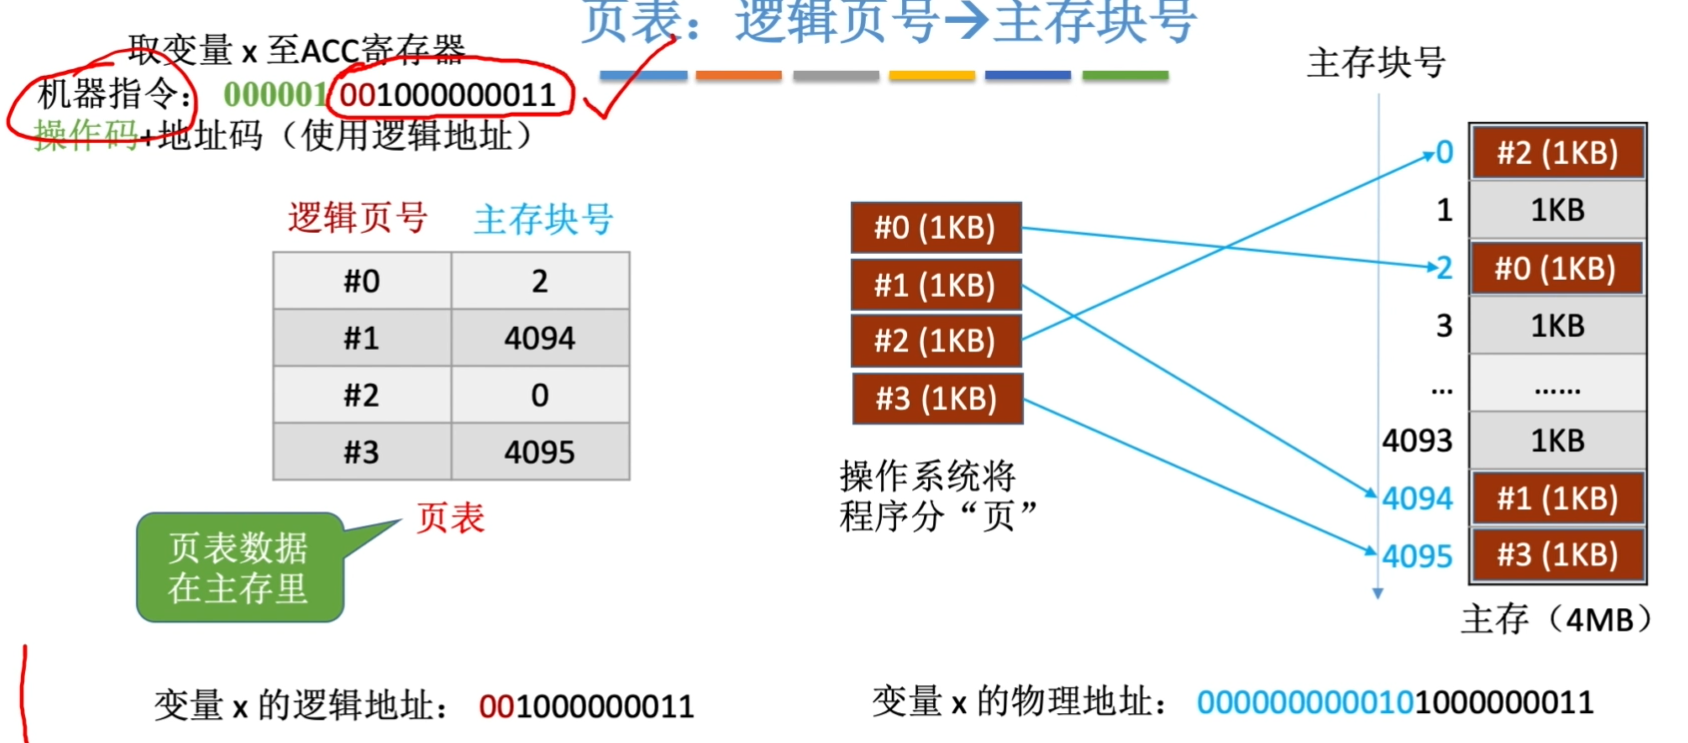 页表：逻辑页号→主存块号
取变量 x 至ACC寄存器
机器指令： 000001 001000000011
操作码+地址码（使用逻辑地址）
逻辑页号 主存块号
#0 2
#1 4094
#2 0
#3 4095
页表
页表数据
在主存里
#0 (1KB)
#1 (1KB)
#2 (1KB)
#3 (1KB)
操作系统将
程序分“页”
主存块号
0 #2 (1KB)
1 1KB
2 #0 (1KB)
3 1KB
... ……
4093 1KB
4094 #1 (1KB)
4095 #3 (1KB)
主存（4MB）
变量 x 的逻辑地址： 001000000011
变量 x 的物理地址： 0000000000101000000011